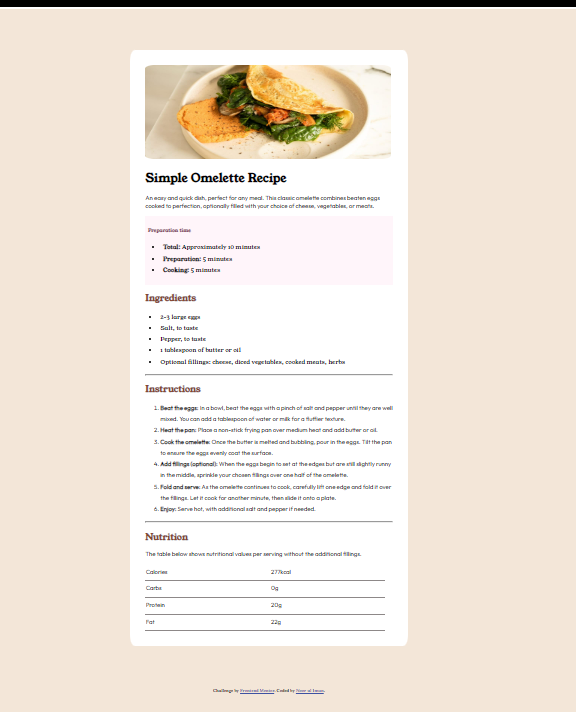 Simple Omelette Recipe
An easy and quick dish, perfect for any meal. This classic omelette combines beaten eggs
cooked to perfection, optionally filled with your choice of cheese, vegetables, or meats.
Preparation time
• Total: Approximately 10 minutes
• Preparation: 5 minutes
• Cooking: 5 minutes
Ingredients
• 2-3 large eggs
• Salt, to taste
• Pepper, to taste
• 1 tablespoon of butter or oil
• Optional fillings: cheese, diced vegetables, cooked meats, herbs
Instructions
1. Beat the eggs: In a bowl, beat the eggs with a pinch of salt and pepper until they are well
mixed. You can add a tablespoon of water or milk for a fluffier texture.
2. Heat the pan: Place a non-stick frying pan over medium heat and add butter or oil.
3. Cook the omelette: Once the butter is melted and bubbling, pour in the eggs. Tilt the pan
to ensure the eggs evenly coat the surface.
4. Add fillings (optional): When the eggs begin to set at the edges but are still slightly runny
in the middle, sprinkle your chosen fillings over one half of the omelette.
5. Fold and serve: As the omelette continues to cook, carefully lift one edge and fold it over
the fillings. Let it cook for another minute, then slide it onto a plate.
6. Enjoy: Serve hot, with additional salt and pepper if needed.
Nutrition
The table below shows nutritional values per serving without the additional fillings.
Calories 277kcal
Carbs 0g
Protein 20g
Fat 22g
Challenge by Frontend Mentor. Coded by